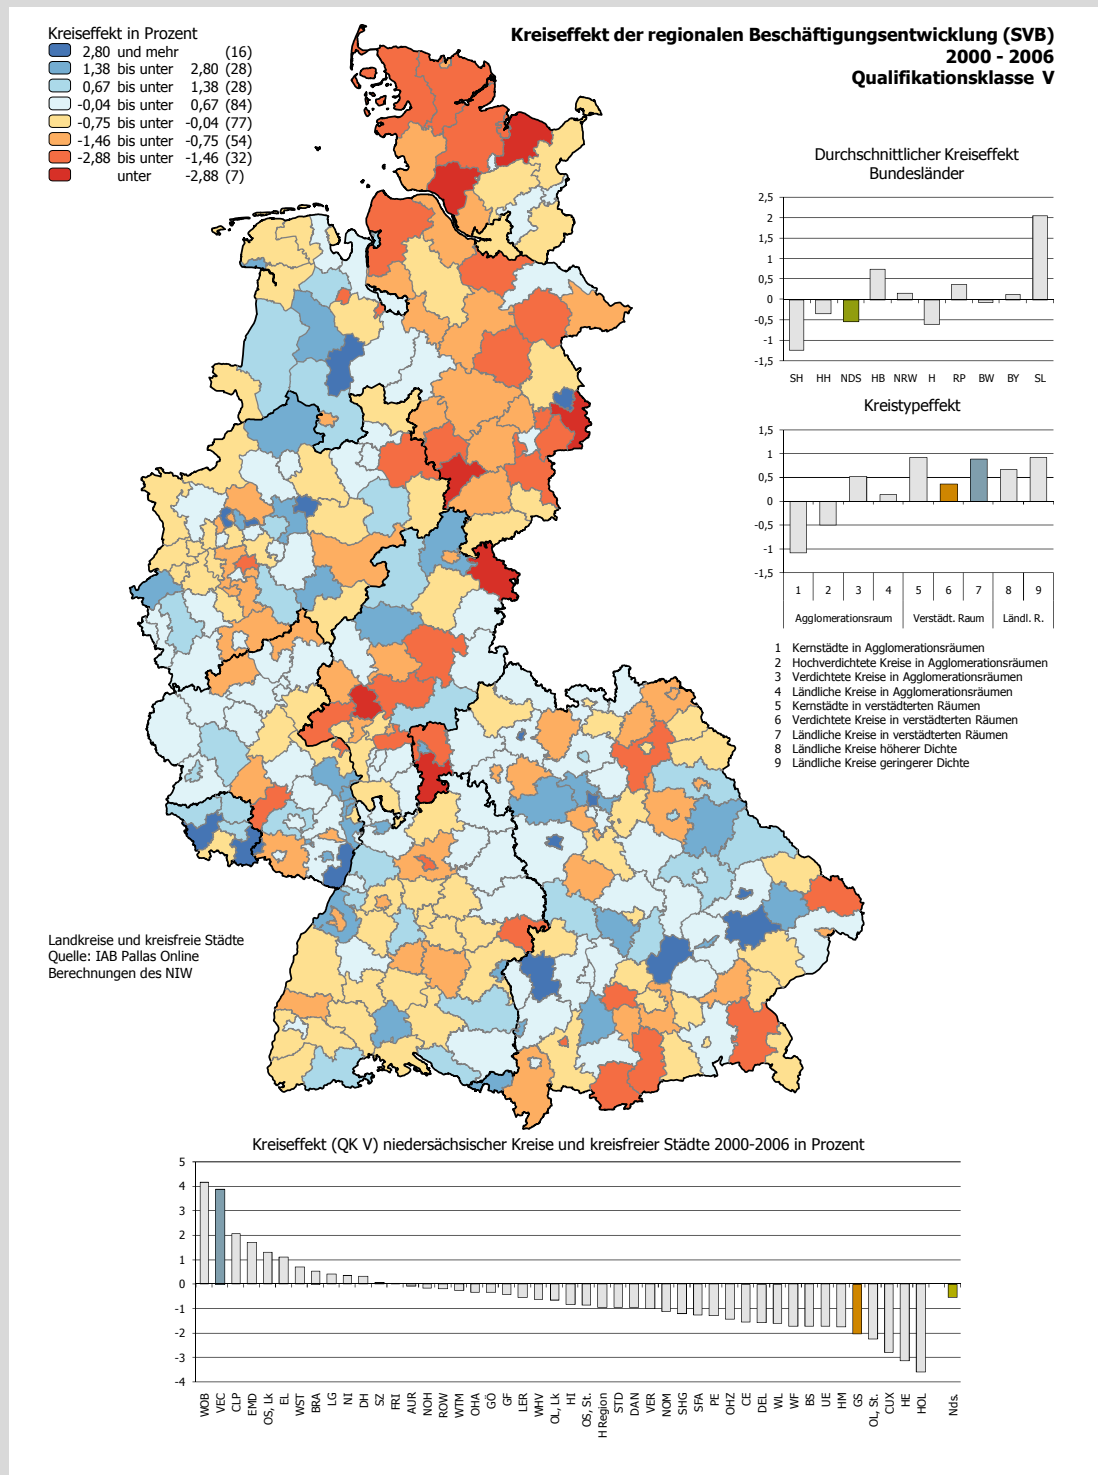 Kreiseffekt in Prozent
2,80 und mehr (16)
1,38 bis unter 2,80 (28)
0,67 bis unter 1,38 (28)
-0,04 bis unter 0,67 (84)
-0,75 bis unter -0,04 (77)
-1,46 bis unter -0,75 (54)
-2,88 bis unter -1,46 (32)
unter -2,88 (7)
Kreiseffekt der regionalen Beschäftigungsentwicklung (SVB)
2000 - 2006
Qualifikationsklasse V
Durchschnittlicher Kreiseffekt
Bundesländer
2,5
2
1,5
1
0,5
0
-0,5
-1
-1,5
SH HH NDS HB NRW H RP BW BY SL
Kreistypeffekt
1,5
1
0,5
0
-0,5
-1
-1,5
1 2 3 4 5 6 7 8 9
Agglomerationsraum Verstädt. Raum Ländl. R.
1 Kernstädte in Agglomerationsräumen
2 Hochverdichtete Kreise in Agglomerationsräumen
3 Verdichtete Kreise in Agglomerationsräumen
4 Ländliche Kreise in Agglomerationsräumen
5 Kernstädte in verstädterten Räumen
6 Verdichtete Kreise in verstädterten Räumen
7 Ländliche Kreise in verstädterten Räumen
8 Ländliche Kreise höherer Dichte
9 Ländliche Kreise geringerer Dichte
Landkreise und kreisfreie Städte
Quelle: IAB Pallas Online
Berechnungen des NIW
Kreiseffekt (QK V) niedersächsischer Kreise und kreisfreier Städte 2000-2006 in Prozent
5
4
3
2
1
0
-1
-2
-3
-4
WOB VEC CLP EMD OS, Lk EL WST BRA LG NI DH SZ FRI AUR NOH ROW WTM OHA GÖ GF LER WHV OL, Lk HI OS, St. H Region STD DAN VER NOM SHG SFA PE OHZ CE DEL WL WF BS UE HM GS OL, St. CUX HE HOL Nds.